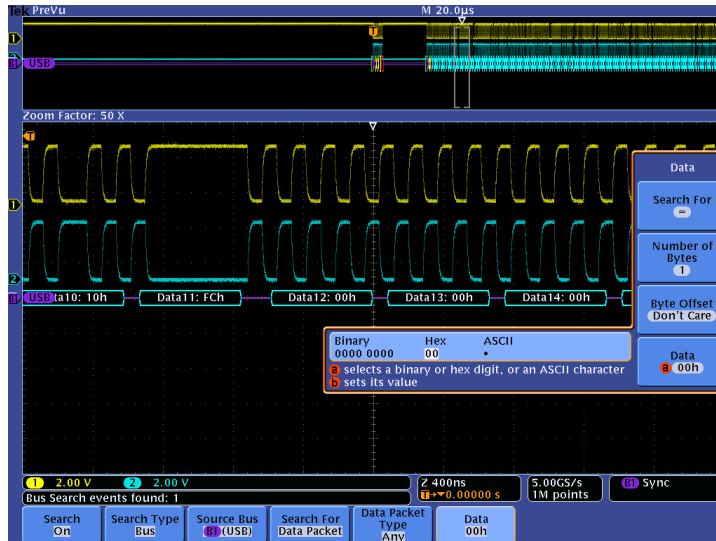 Tek PreVu M 20.0µs
1
2
B1 USB
Zoom Factor: 50 X
T
1
2
B1 USB ta10: 10h Data11: FCh Data12: 00h Data13: 00h Data14: 00h
Data
Search For
=
Number of
Bytes
1
Byte Offset
Don't Care
Data
a 00h
Binary Hex ASCII
0000 0000 00 •
a selects a binary or hex digit, or an ASCII character
b sets its value
1 2.00 V 2 2.00 V
Bus Search events found: 1
Z 400ns
T→▼0.00000 s
5.00GS/s
1M points
B1 Sync
Search
On
Search Type
Bus
Source Bus
B1 (USB)
Search For
Data Packet
Data Packet
Type
Any
Data
00h